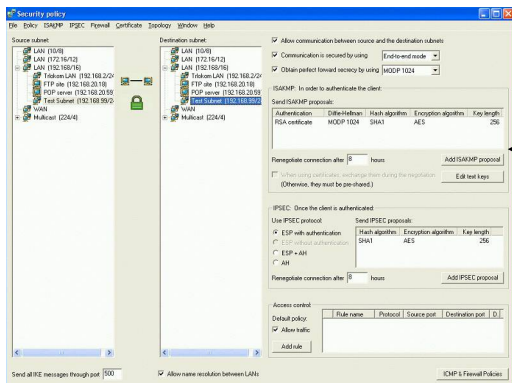 Security policy
File Policy ISAKMP IPSEC Firewall Certificate Topology Window Help
Source subnet:
LAN (10/8)
LAN (172.16/12)
LAN (192.168/16)
Trlokom LAN (192.168.2/24
FTP site (192.168.20.18)
POP server (192.168.20.59
Test Subnet (192.168.99/2
WAN
Multicast (224/4)
Destination subnet:
LAN (10/8)
LAN (172.16/12)
LAN (192.168/16)
Trlokom LAN (192.168.2/24
FTP site (192.168.20.18)
POP server (192.168.20.59
Test Subnet (192.168.99/2
WAN
Multicast (224/4)
Allow communication between source and the destination subnets
Communication is secured by using End-to-end mode
Obtain perfect forward secrecy by using MODP 1024
ISAKMP: In order to authenticate the client:
Send ISAKMP proposals:
Authentication Diffie-Hellman Hash algorithm Encryption algorithm Key length
RSA certificate MODP 1024 SHA1 AES 256
Renegotiate connection after 8 hours
Add ISAKMP proposal
When using certificates, exchange them during the negotiation
(Otherwise, they must be pre-shared.)
Edit text keys
IPSEC: Once the client is authenticated:
Use IPSEC protocol:
ESP with authentication
ESP without authentication
ESP + AH
AH
Send IPSEC proposals:
Hash algorithm Encryption algorithm Key length
SHA1 AES 256
Renegotiate connection after 8 hours
Add IPSEC proposal
Access control:
Default policy:
Allow traffic
Add rule
Rule name Protocol Source port Destination port D.
Send all IKE messages through port 500
Allow name resolution between LANs
ICMP & Firewall Policies